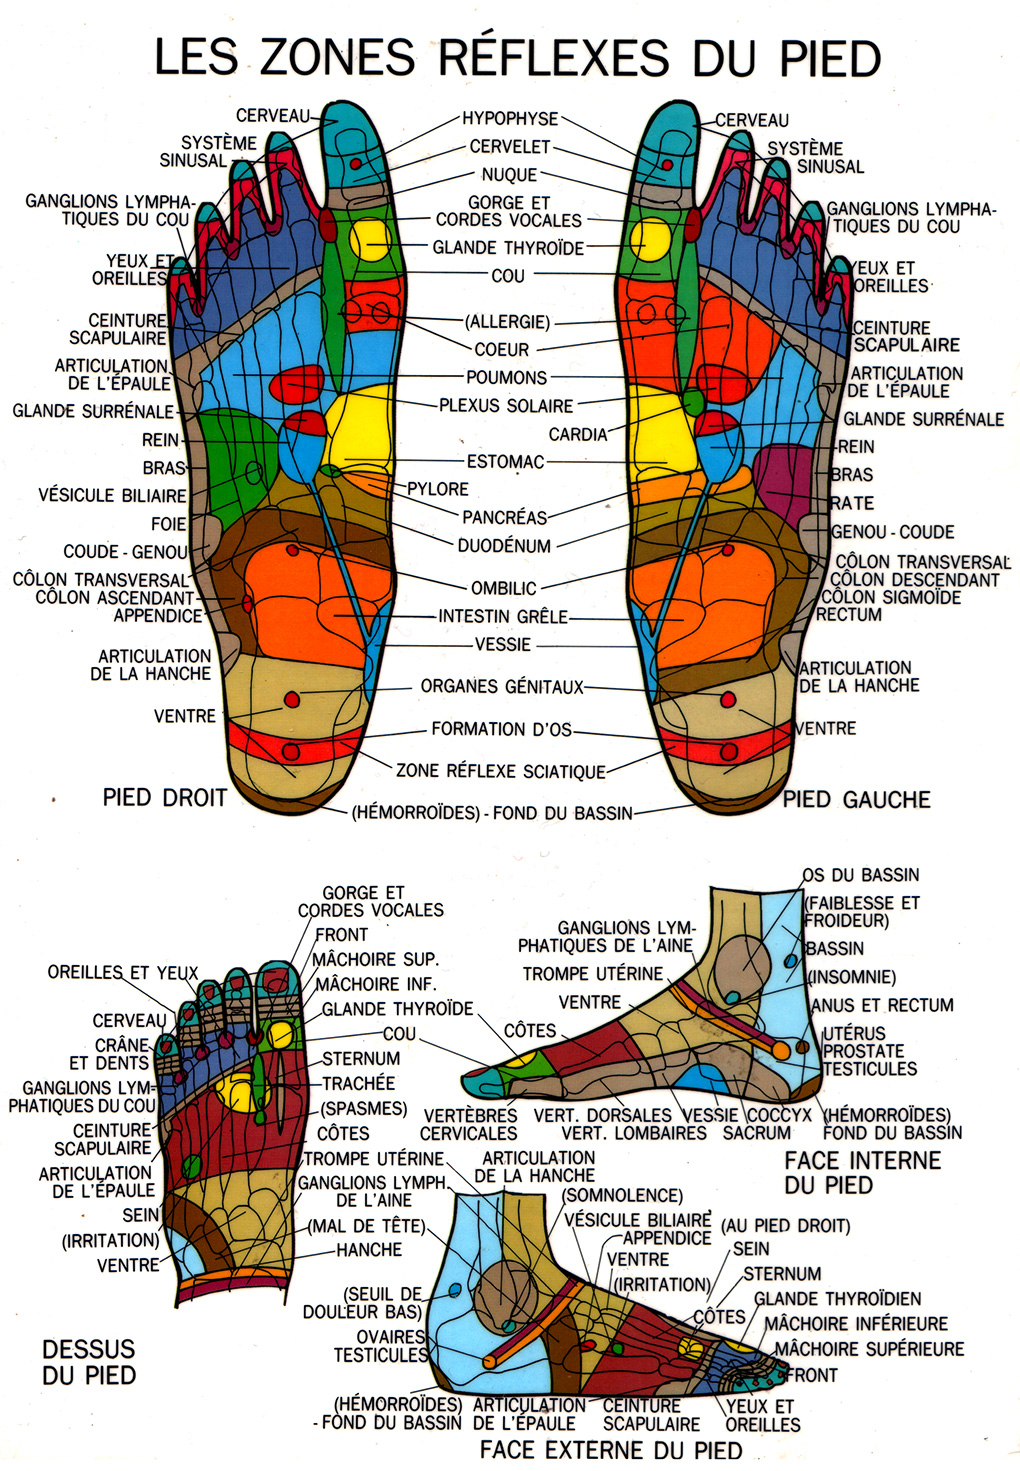 LES ZONES RÉFLEXES DU PIED
CERVEAU
SYSTÈME
SINUSAL
GANGLIONS LYMPHA-
TIQUES DU COU
YEUX ET
OREILLES
CEINTURE
SCAPULAIRE
ARTICULATION
DE L'ÉPAULE
GLANDE SURRÉNALE
REIN
BRAS
VÉSICULE BILIAIRE
FOIE
COUDE - GENOU
CÔLON TRANSVERSAL
CÔLON ASCENDANT
APPENDICE
ARTICULATION
DE LA HANCHE
VENTRE
PIED DROIT
HYPOPHYSE
CERVELET
NUQUE
GORGE ET
CORDES VOCALES
GLANDE THYROÏDE
COU
(ALLERGIE)
COEUR
POUMONS
PLEXUS SOLAIRE
CARDIA
ESTOMAC
PYLORE
PANCRÉAS
DUODÉNUM
OMBILIC
INTESTIN GRÊLE
VESSIE
ORGANES GÉNITAUX
FORMATION D'OS
ZONE RÉFLEXE SCIATIQUE
(HÉMORROÏDES) - FOND DU BASSIN
CERVEAU
SYSTÈME
SINUSAL
GANGLIONS LYMPHA-
TIQUES DU COU
YEUX ET
OREILLES
CEINTURE
SCAPULAIRE
ARTICULATION
DE L'ÉPAULE
GLANDE SURRÉNALE
REIN
BRAS
RATE
GENOU - COUDE
CÔLON TRANSVERSAL
CÔLON DESCENDANT
CÔLON SIGMOÏDE
RECTUM
ARTICULATION
DE LA HANCHE
VENTRE
PIED GAUCHE
GORGE ET
CORDES VOCALES
FRONT
MÂCHOIRE SUP.
MÂCHOIRE INF.
GLANDE THYROÏDE
COU
STERNUM
TRACHÉE
(SPASMES)
CÔTES
TROMPE UTÉRINE
GANGLIONS LYMPH.
DE L'AINE
(MAL DE TÊTE)
HANCHE
OREILLES ET YEUX
CERVEAU
CRÂNE
ET DENTS
GANGLIONS LYM-
PHATIQUES DU COU
CEINTURE
SCAPULAIRE
ARTICULATION
DE L'ÉPAULE
SEIN
(IRRITATION)
VENTRE
DESSUS
DU PIED
OS DU BASSIN
(FAIBLESSE ET
FROIDEUR)
BASSIN
(INSOMNIE)
ANUS ET RECTUM
UTÉRUS
PROSTATE
TESTICULES
GANGLIONS LYM-
PHATIQUES DE L'AINE
TROMPE UTÉRINE
VENTRE
CÔTES
VERTÈBRES
CERVICALES
VERT. DORSALES
VERT. LOMBAIRES
VESSIE
SACRUM
COCCYX
(HÉMORROÏDES)
FOND DU BASSIN
FACE INTERNE
DU PIED
ARTICULATION
DE LA HANCHE
(SOMNOLENCE)
VÉSICULE BILIAIRE
APPENDICE
(AU PIED DROIT)
VENTRE
SEIN
(IRRITATION)
STERNUM
CÔTES
GLANDE THYROÏDIEN
MÂCHOIRE INFÉRIEURE
MÂCHOIRE SUPÉRIEURE
FRONT
(SEUIL DE
DOULEUR BAS)
OVAIRES
TESTICULES
(HÉMORROÏDES)
- FOND DU BASSIN
ARTICULATION
DE L'ÉPAULE
CEINTURE
SCAPULAIRE
YEUX ET
OREILLES
FACE EXTERNE DU PIED